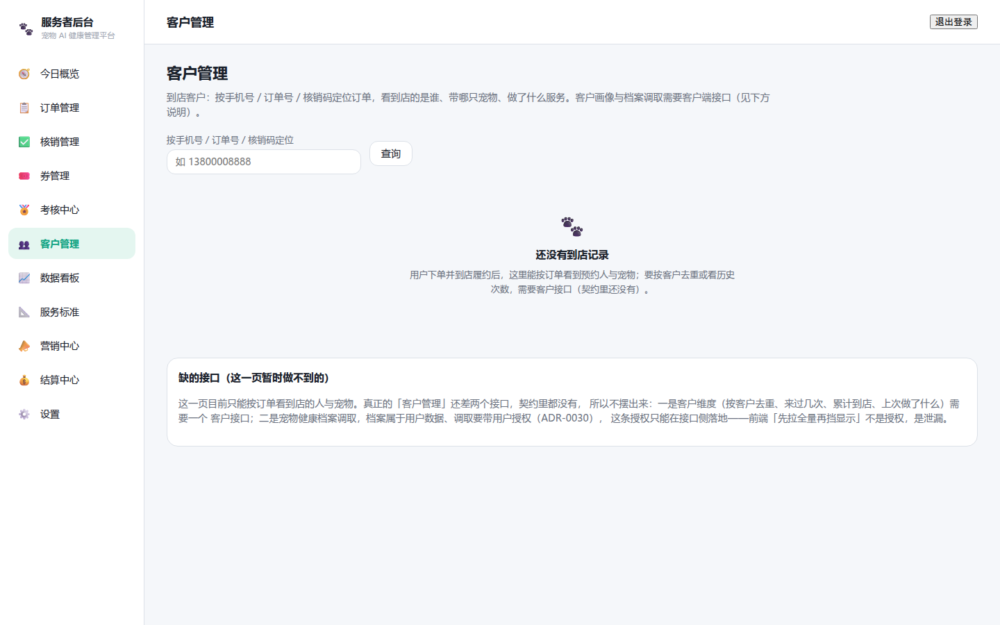 服务者后台
宠物 AI 健康管理平台
今日概览
订单管理
核销管理
券管理
考核中心
客户管理
数据看板
服务标准
营销中心
结算中心
设置
客户管理
退出登录
客户管理
到店客户：按手机号 / 订单号 / 核销码定位订单，看到店的是谁、带哪只宠物、做了什么服务。客户画像与档案调取需要客户端接口（见下方
说明）。
按手机号 / 订单号 / 核销码定位
如 13800008888
查询
还没有到店记录
用户下单并到店履约后，这里能按订单看到预约人与宠物；要按客户去重或看历史
次数，需要客户接口（契约里还没有）。
缺的接口（这一页暂时做不到的）
这一页目前只能按订单看到店的人与宠物。真正的「客户管理」还差两个接口，契约里都没有， 所以不摆出来：一是客户维度（按客户去重、来过几次、累计到店、上次做了什么）需
要一个 客户接口；二是宠物健康档案调取，档案属于用户数据、调取要带用户授权（ADR-0030）， 这条授权只能在接口侧落地——前端「先拉全量再挡显示」不是授权，是泄漏。